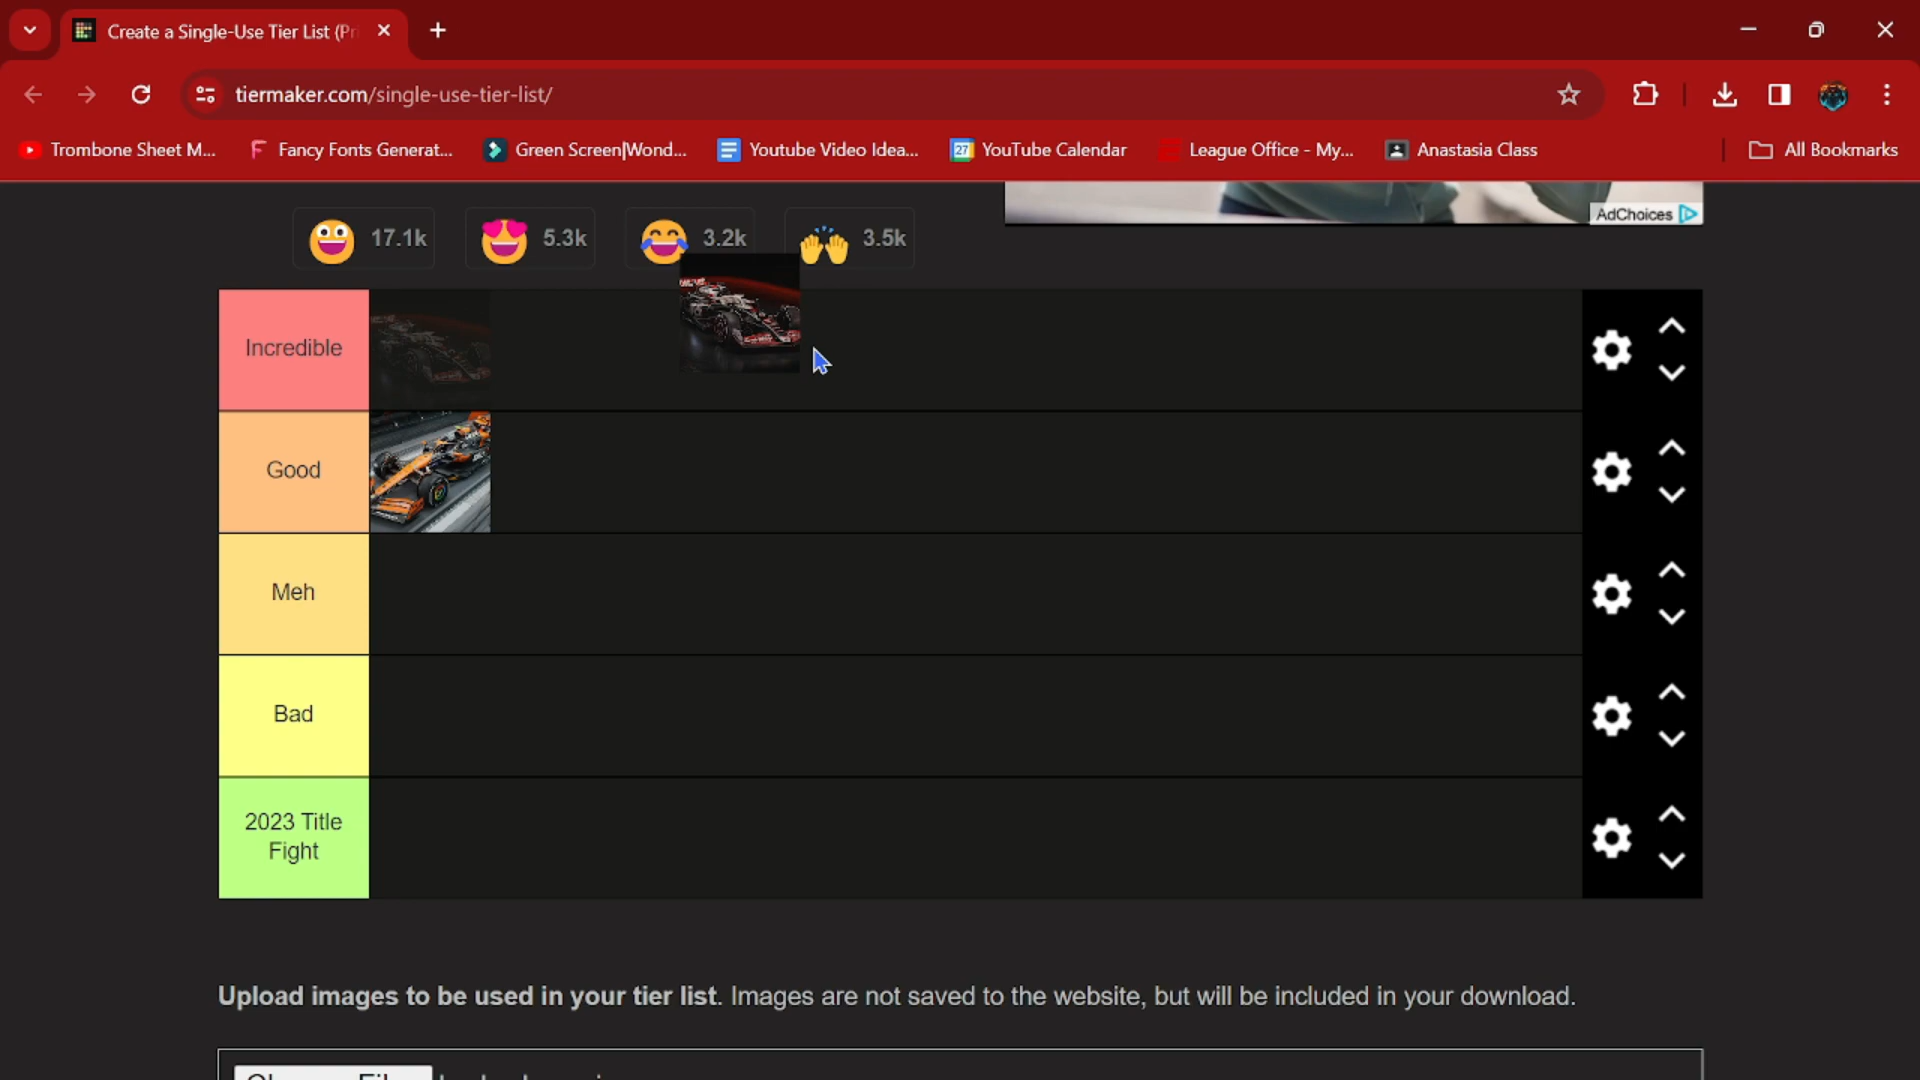 Create a Single-Use Tier List (Pr
tiermaker.com/single-use-tier-list/
Trombone Sheet M...
Fancy Fonts Generat...
Green Screen|Wond...
Youtube Video Idea...
27
YouTube Calendar
League Office - My...
Anastasia Class
All Bookmarks
AdChoices
17.1k
5.3k
3.2k
3.5k
Incredible
Good
Meh
Bad
2023 Title
Fight
Upload images to be used in your tier list. Images are not saved to the website, but will be included in your download.